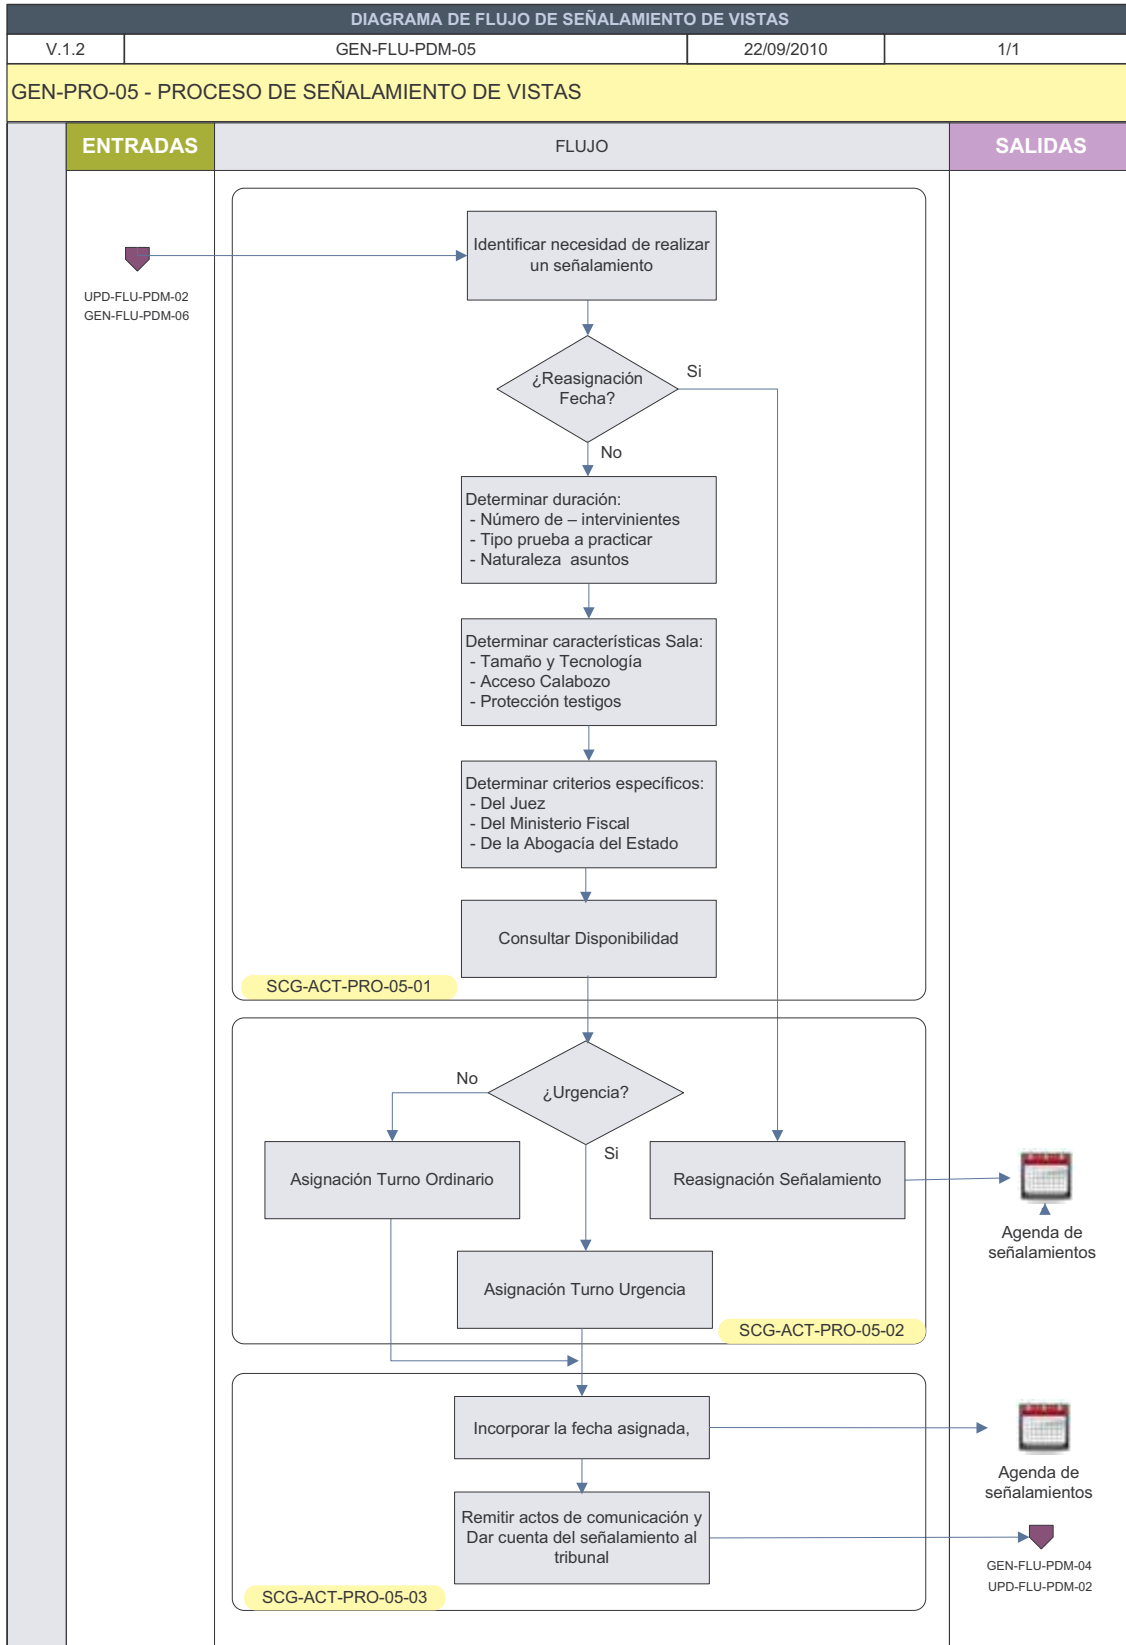 DIAGRAMA DE FLUJO DE SEÑALAMIENTO DE VISTAS
V.1.2 GEN-FLU-PDM-05 22/09/2010 1/1
GEN-PRO-05 - PROCESO DE SEÑALAMIENTO DE VISTAS
ENTRADAS FLUJO SALIDAS
Identificar necesidad de realizar
un señalamiento
UPD-FLU-PDM-02
GEN-FLU-PDM-06
¿Reasignación
Fecha?
Si
No
Determinar duración:
- Número de – intervinientes
- Tipo prueba a practicar
- Naturaleza asuntos
Determinar características Sala:
- Tamaño y Tecnología
- Acceso Calabozo
- Protección testigos
Determinar criterios específicos:
- Del Juez
- Del Ministerio Fiscal
- De la Abogacía del Estado
Consultar Disponibilidad
SCG-ACT-PRO-05-01
¿Urgencia?
No
Si
Asignación Turno Ordinario
Reasignación Señalamiento
Agenda de
señalamientos
Asignación Turno Urgencia
SCG-ACT-PRO-05-02
Incorporar la fecha asignada,
Agenda de
señalamientos
Remitir actos de comunicación y
Dar cuenta del señalamiento al
tribunal
GEN-FLU-PDM-04
UPD-FLU-PDM-02
SCG-ACT-PRO-05-03